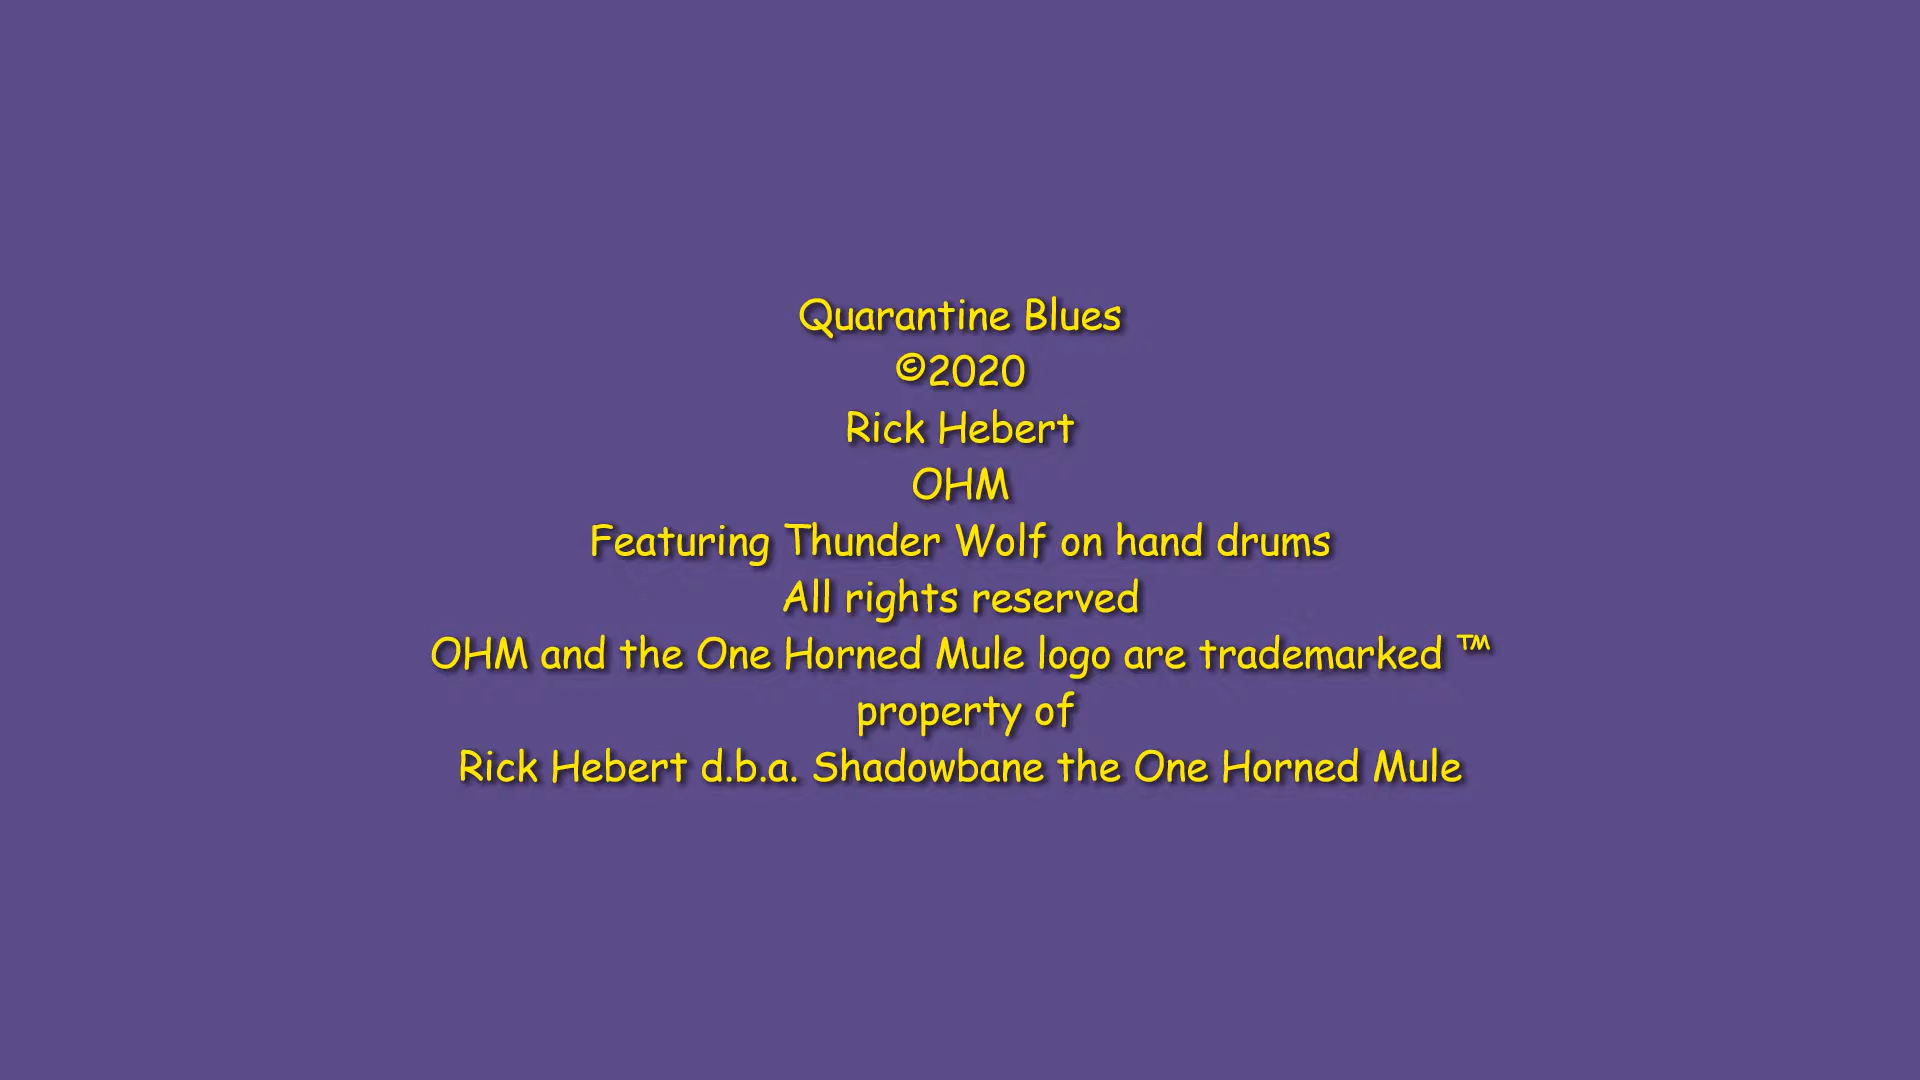 Quarantine Blues
©2020
Rick Hebert
OHM
Featuring Thunder Wolf on hand drums
All rights reserved
OHM and the One Horned Mule logo are trademarked ™
property of
Rick Hebert d.b.a. Shadowbane the One Horned Mule